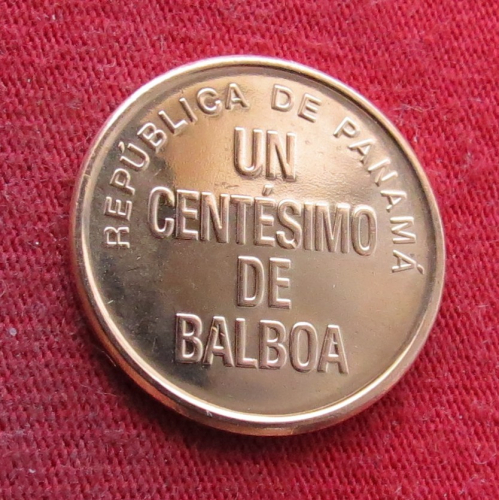 REPÚBLICA DE PANAMÁ
UN
CENTÉSIMO
DE
BALBOA